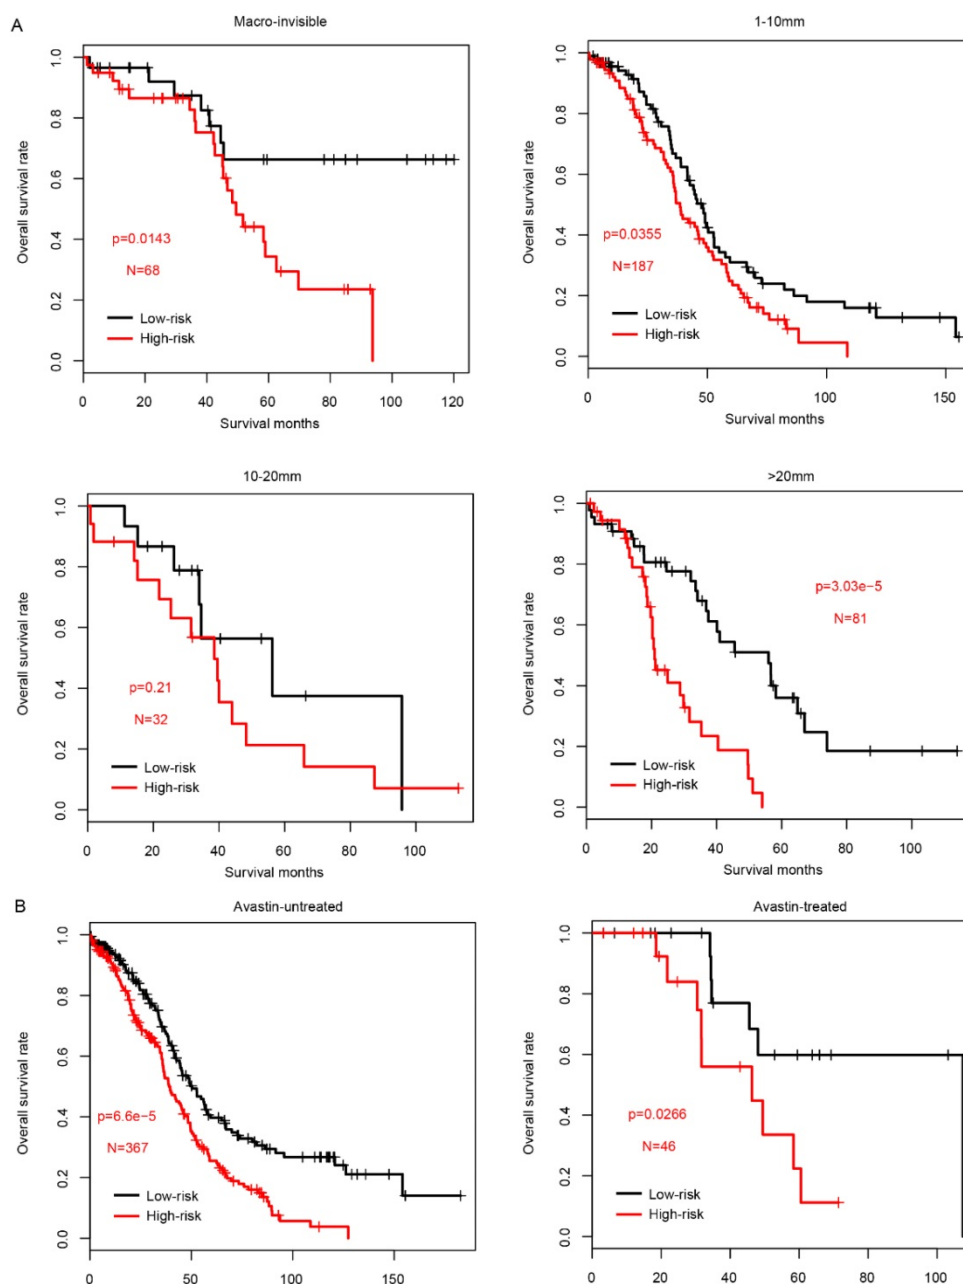 A
Macro-invisible
Overall survival rate
1.0
0.8
0.6
0.4
0.2
0.0
p=0.0143
N=68
Low-risk
High-risk
0 20 40 60 80 100 120
Survival months
1-10mm
Overall survival rate
1.0
0.8
0.6
0.4
0.2
0.0
p=0.0355
N=187
Low-risk
High-risk
0 50 100 150
Survival months
10-20mm
Overall survival rate
1.0
0.8
0.6
0.4
0.2
0.0
p=0.21
N=32
Low-risk
High-risk
0 20 40 60 80 100
Survival months
>20mm
Overall survival rate
1.0
0.8
0.6
0.4
0.2
0.0
p=3.03e−5
N=81
Low-risk
High-risk
0 20 40 60 80 100
Survival months
B
Avastin-untreated
Overall survival rate
1.0
0.8
0.6
0.4
0.2
0.0
p=6.6e−5
N=367
Low-risk
High-risk
0 50 100 150
Survival months
Avastin-treated
Overall survival rate
1.0
0.8
0.6
0.4
0.2
0.0
p=0.0266
N=46
Low-risk
High-risk
0 20 40 60 80 100
Survival months